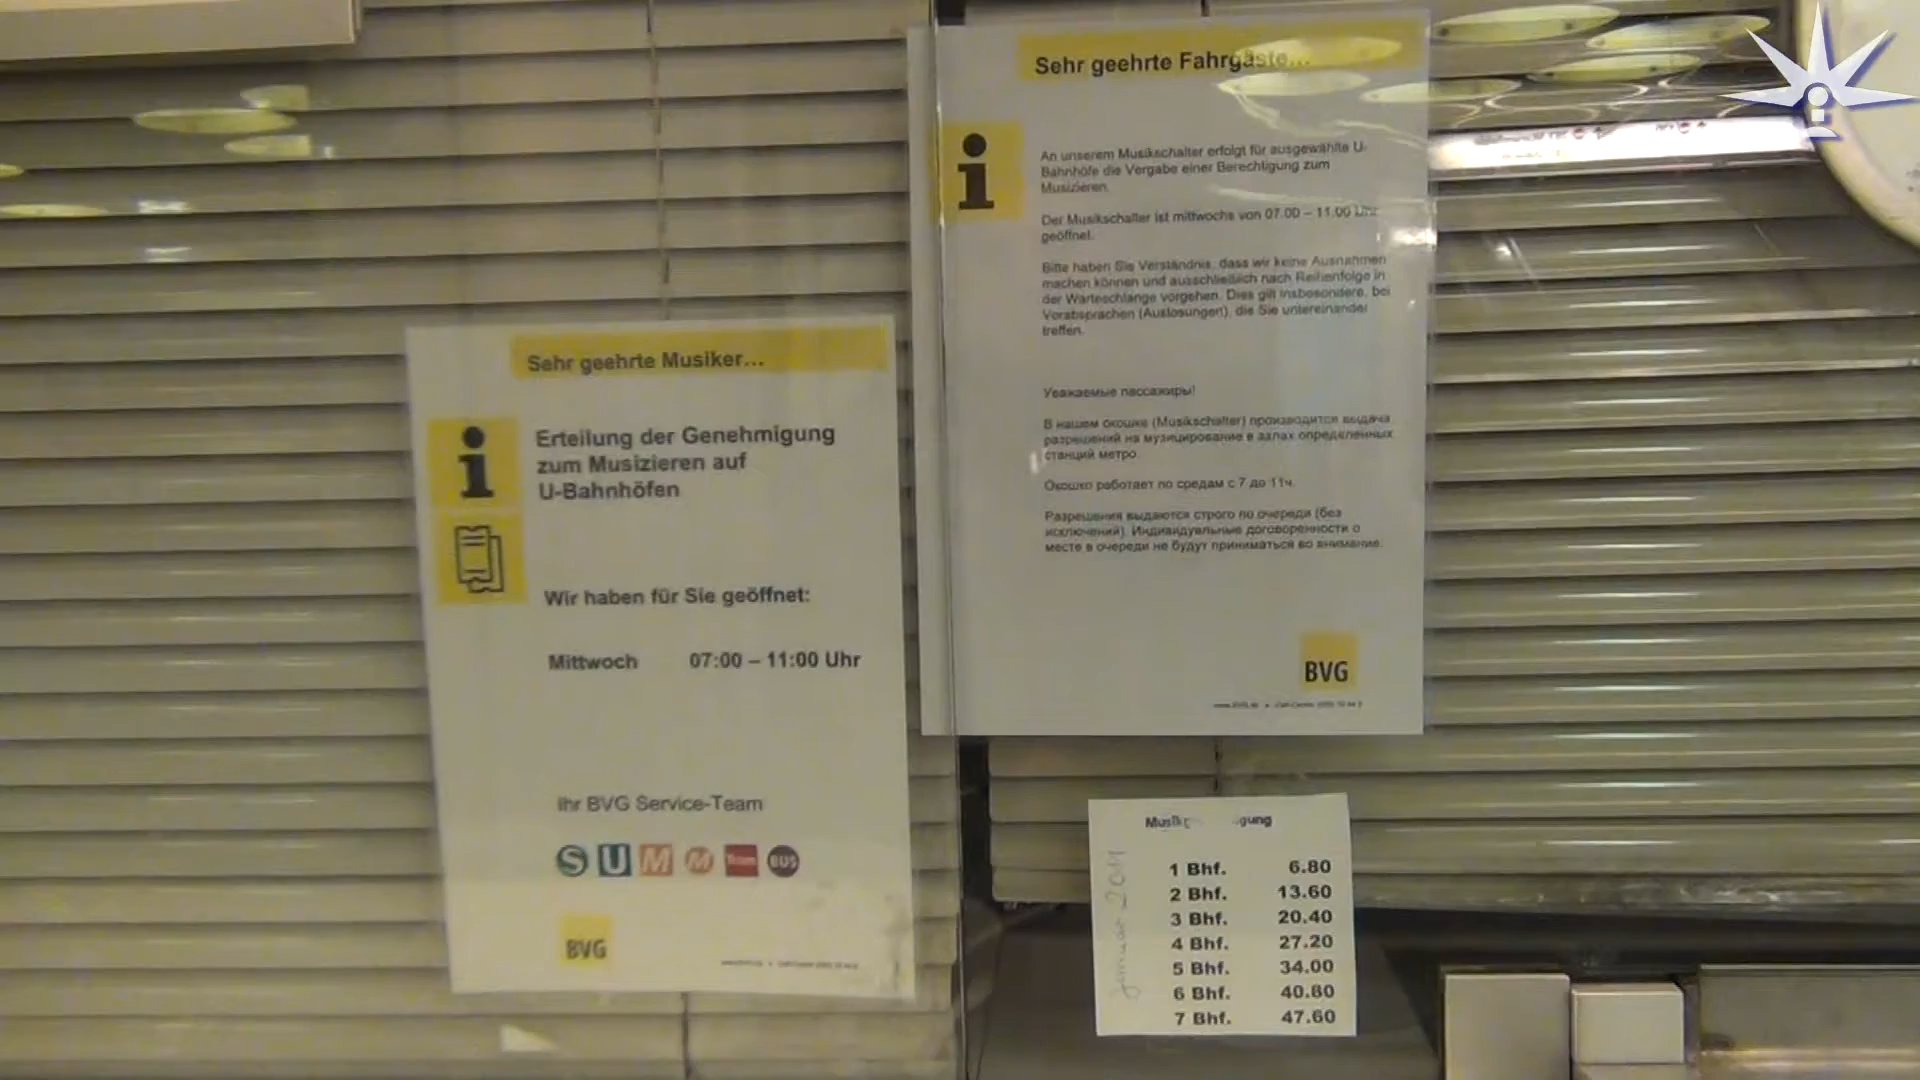 Sehr geehrte Musiker...
Erteilung der Genehmigung
zum Musizieren auf
U-Bahnhöfen
Wir haben für Sie geöffnet:
Mittwoch 07:00 – 11:00 Uhr
Ihr BVG Service-Team
S U M M Tram BUS
BVG
Sehr geehrte Fahrgäste...
An unserem Musikschalter erfolgt für ausgewählte U-
Bahnhöfe die Vergabe einer Berechtigung zum
Musizieren.
Der Musikschalter ist mittwochs von 07.00 – 11.00 Uhr
geöffnet.
Bitte haben Sie Verständnis, dass wir keine Ausnahmen
machen können und ausschließlich nach Reihenfolge in
der Warteschlange vorgehen. Dies gilt insbesondere, bei
Vorabsprachen (Auslosungen), die Sie untereinander
treffen.
Уважаемые пассажиры!
В нашем окошке (Musikschalter) производится выдача
разрешений на музицирование в залах определенных
станций метро.
Окошко работает по средам с 7 до 11ч.
Разрешения выдаются строго по очереди (без
исключений). Индивидуальные договоренности о
месте в очереди не будут приниматься во внимание.
BVG
Januar 2011
1 Bhf. 6.80
2 Bhf. 13.60
3 Bhf. 20.40
4 Bhf. 27.20
5 Bhf. 34.00
6 Bhf. 40.80
7 Bhf. 47.60